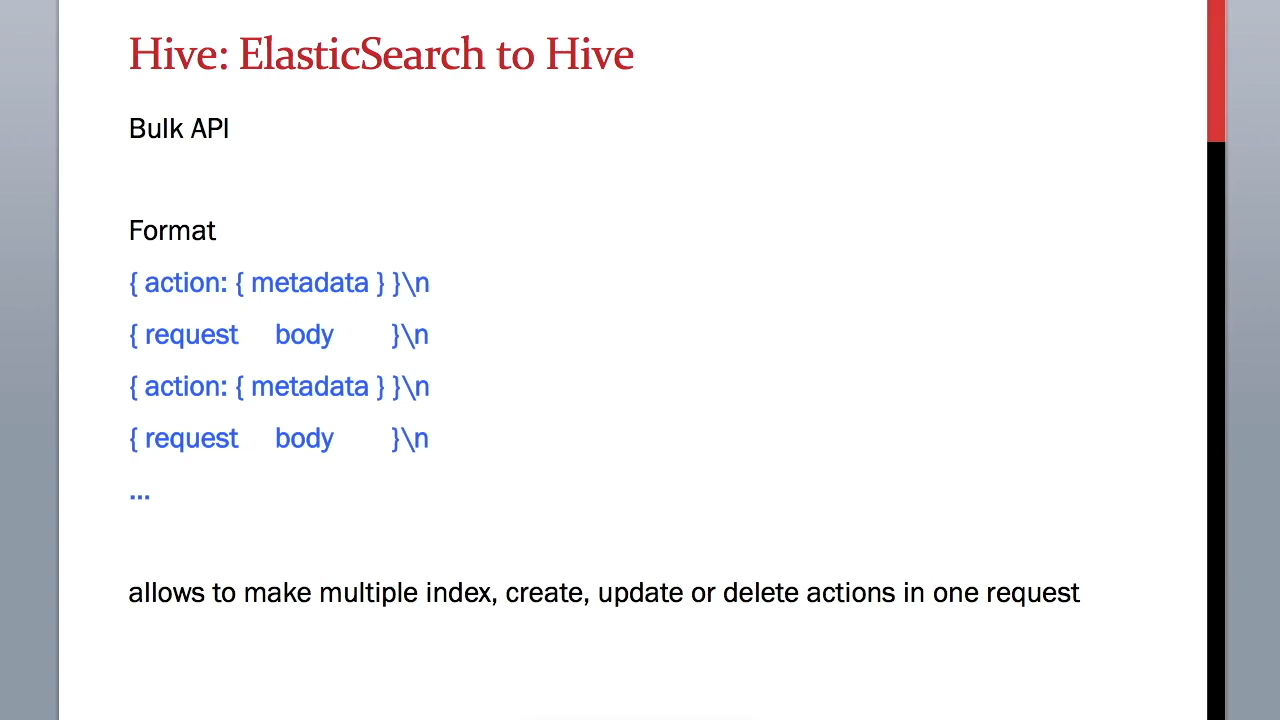 Hive: ElasticSearch to Hive
Bulk API
Format
{ action: { metadata } }\n
{ request body }\n
{ action: { metadata } }\n
{ request body }\n
...
allows to make multiple index, create, update or delete actions in one request